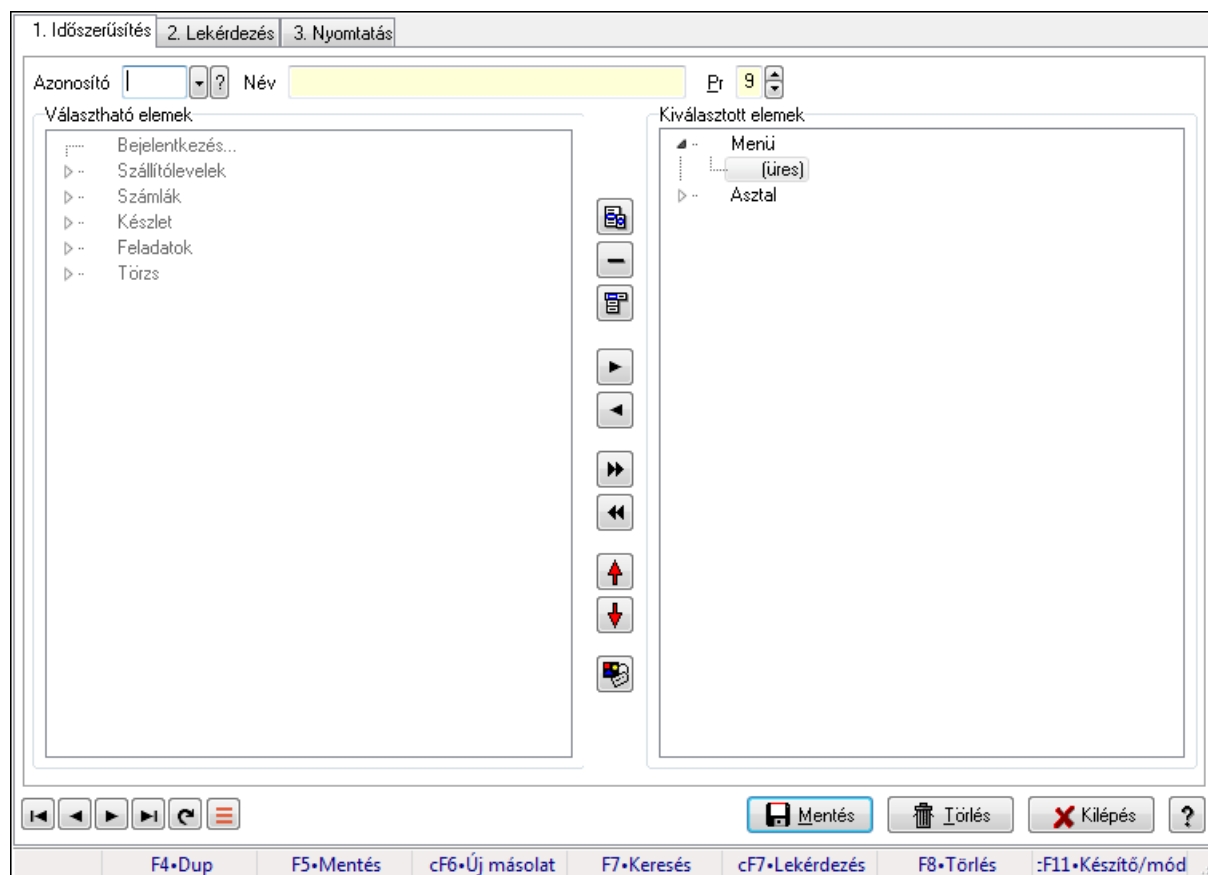 1. Időszerűsítés 2. Lekérdezés 3. Nyomtatás
Azonosító ? Név Pr 9
Választható elemek Kiválasztott elemek
Bejelentkezés... Menü
Szállítólevelek (üres)
Számlák Asztal
Készlet
Feladatok
Törzs
Mentés Törlés Kilépés ?
F4•Dup F5•Mentés cF6•Új másolat F7•Keresés cF7•Lekérdezés F8•Törlés :F11•Készítő/mód